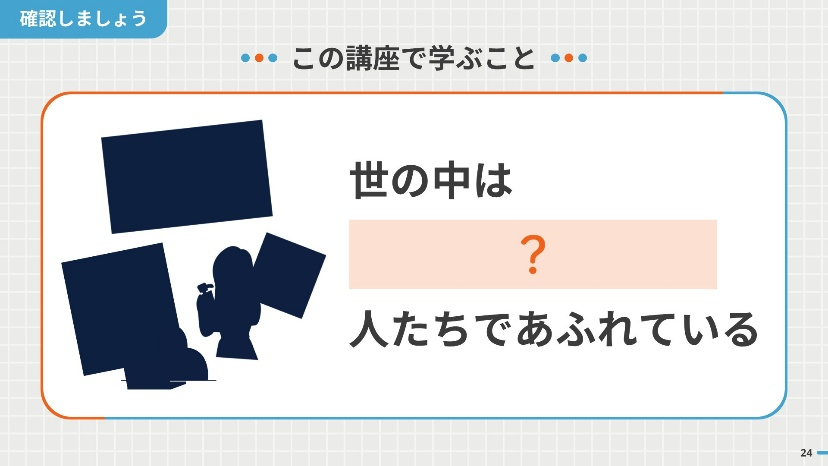 確認しましょう
この講座で学ぶこと
世の中は
？
人たちであふれている
24